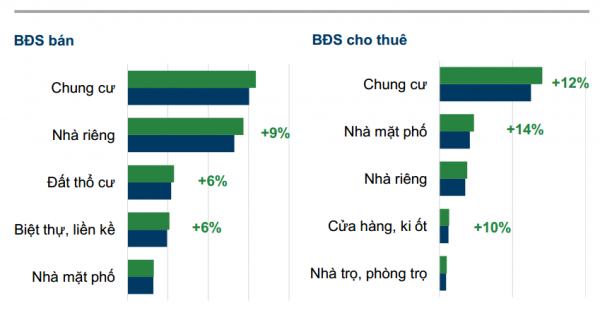 BĐS bán
Chung cư
Nhà riêng
+9%
Đất thổ cư
+6%
Biệt thự, liền kề
+6%
Nhà mặt phố
BĐS cho thuê
Chung cư
+12%
Nhà mặt phố
+14%
Nhà riêng
Cửa hàng, ki ốt
+10%
Nhà trọ, phòng trọ